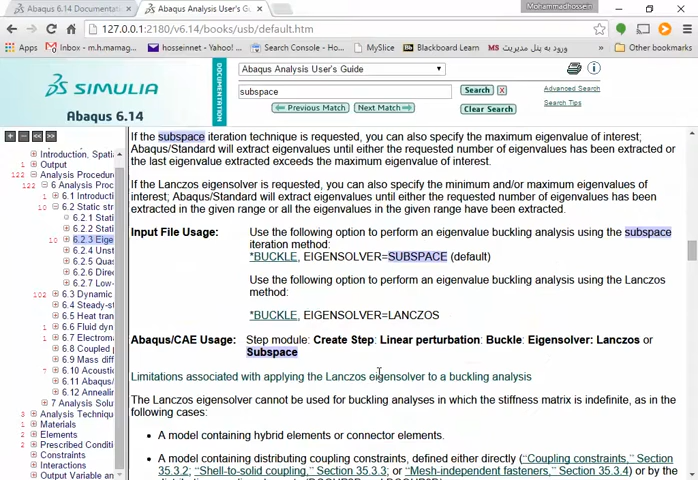 Abaqus 6.14 Documentati
Abaqus Analysis User's G
Mohammadhossein
127.0.0.1:2180/v6.14/books/usb/default.htm
Apps
Inbox - m.h.mamag...
hosseinnet - Yahoo!
Search Console - Ho...
MySlice
Blackboard Learn
ورود به پنل مدیریت
Other bookmarks
SIMULIA
Abaqus 6.14
DOCUMENTATION
Abaqus Analysis User's Guide
subspace
Search
Advanced Search
Search Tips
Previous Match
Next Match
Clear Search
Introduction, Spati
1 Output
122 Analysis Procedure
122 6 Analysis Proc
1 6.1 Introducti
10 6.2 Static str
6.2.1 Stati
6.2.2 Stati
10 6.2.3 Eige
6.2.4 Unst
6.2.5 Quas
6.2.6 Direc
6.2.7 Low-
102 6.3 Dynamic
6.4 Steady-st
6.5 Heat tran
1 6.6 Fluid dyn
1 6.7 Electrom
6.8 Coupled p
6.9 Mass diff
6.10 Acoustic
6.11 Abaqus/
6.12 Annealin
7 Analysis Solu
Analysis Technique
Materials
Elements
Prescribed Conditi
Constraints
Interactions
Output Variable an
If the subspace iteration technique is requested, you can also specify the maximum eigenvalue of interest;
Abaqus/Standard will extract eigenvalues until either the requested number of eigenvalues has been extracted or
the last eigenvalue extracted exceeds the maximum eigenvalue of interest.
If the Lanczos eigensolver is requested, you can also specify the minimum and/or maximum eigenvalues of
interest; Abaqus/Standard will extract eigenvalues until either the requested number of eigenvalues has been
extracted in the given range or all the eigenvalues in the given range have been extracted.
Input File Usage: Use the following option to perform an eigenvalue buckling analysis using the subspace
iteration method:
*BUCKLE, EIGENSOLVER=SUBSPACE (default)
Use the following option to perform an eigenvalue buckling analysis using the Lanczos
method:
*BUCKLE, EIGENSOLVER=LANCZOS
Abaqus/CAE Usage: Step module: Create Step: Linear perturbation: Buckle: Eigensolver: Lanczos or
Subspace
Limitations associated with applying the Lanczos eigensolver to a buckling analysis
The Lanczos eigensolver cannot be used for buckling analyses in which the stiffness matrix is indefinite, as in the
following cases:
• A model containing hybrid elements or connector elements.
• A model containing distributing coupling constraints, defined either directly ("Coupling constraints," Section
35.3.2; "Shell-to-solid coupling," Section 35.3.3; or "Mesh-independent fasteners," Section 35.3.4) or by the